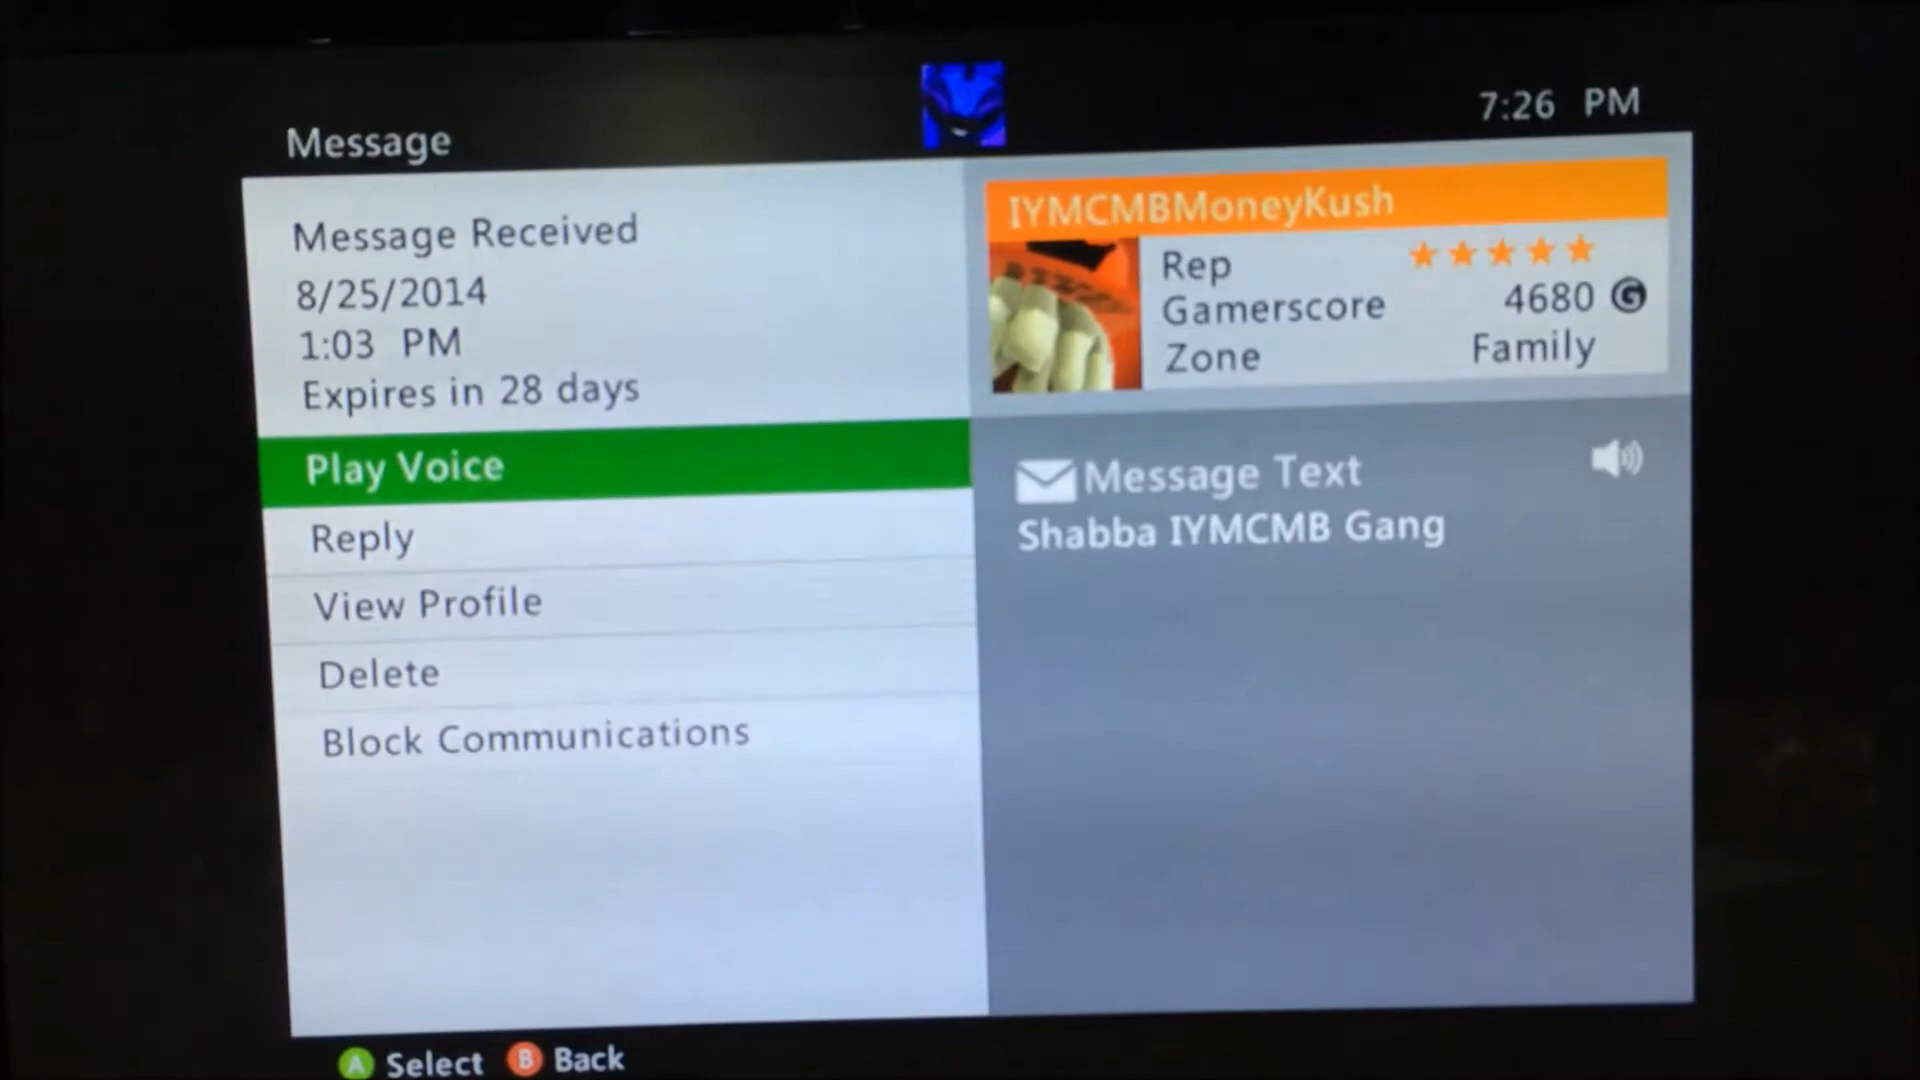 7:26 PM
Message
Message Received
8/25/2014
1:03 PM
Expires in 28 days
Play Voice
Reply
View Profile
Delete
Block Communications
IYMCMBMoneyKush
Rep
Gamerscore 4680 G
Zone Family
Message Text
Shabba IYMCMB Gang
A Select B Back